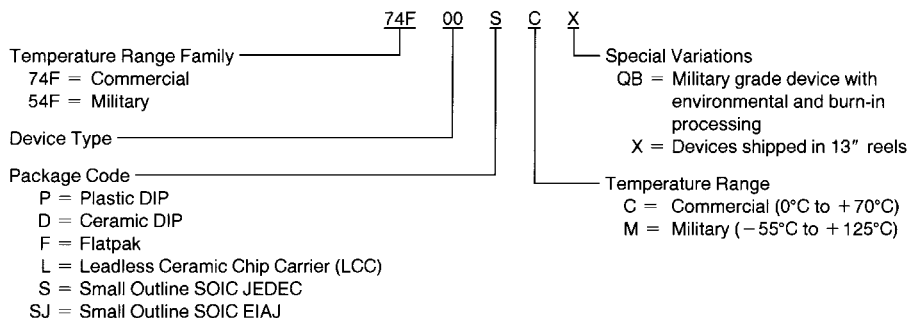 74F 00 S C X
Temperature Range Family
74F = Commercial
54F = Military
Device Type
Package Code
P = Plastic DIP
D = Ceramic DIP
F = Flatpak
L = Leadless Ceramic Chip Carrier (LCC)
S = Small Outline SOIC JEDEC
SJ = Small Outline SOIC EIAJ
Special Variations
QB = Military grade device with
environmental and burn-in
processing
X = Devices shipped in 13″ reels
Temperature Range
C = Commercial (0°C to +70°C)
M = Military (−55°C to +125°C)